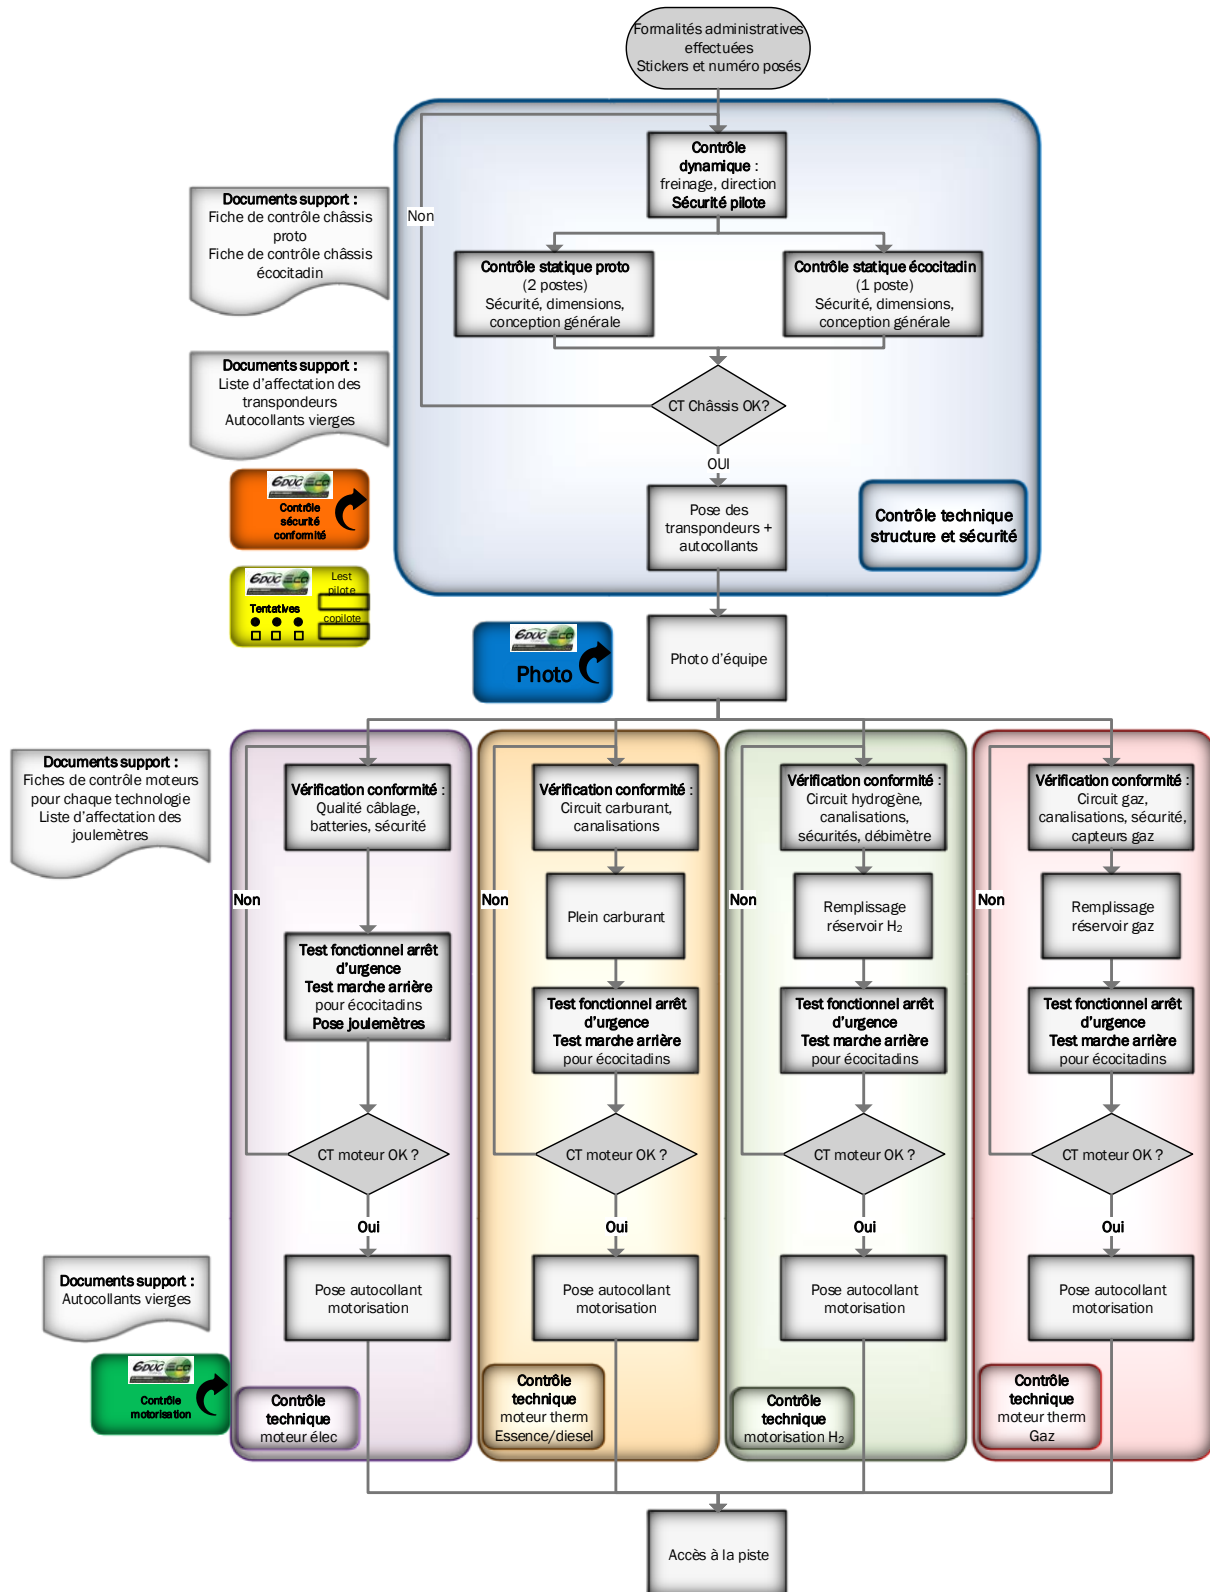 Formalités administratives
effectuées
Stickers et numéro posés
Contrôle
dynamique :
freinage, direction
Sécurité pilote
Documents support :
Fiche de contrôle châssis
proto
Fiche de contrôle châssis
écocitadin
Non
Contrôle statique proto
(2 postes)
Sécurité, dimensions,
conception générale
Contrôle statique écocitadin
(1 poste)
Sécurité, dimensions,
conception générale
Documents support :
Liste d'affectation des
transpondeurs
Autocollants vierges
CT Châssis OK?
OUI
EDUC Eco
Contrôle
sécurité
conformité
Pose des
transpondeurs +
autocollants
Contrôle technique
structure et sécurité
EDUC Eco
Lest
pilote
Tentatives
copilote
EDUC Eco
Photo
Photo d'équipe
Documents support :
Fiches de contrôle moteurs
pour chaque technologie
Liste d'affectation des
joulemètres
Vérification conformité :
Qualité câblage,
batteries, sécurité
Vérification conformité :
Circuit carburant,
canalisations
Vérification conformité :
Circuit hydrogène,
canalisations,
sécurités, débimètre
Vérification conformité :
Circuit gaz,
canalisations, sécurité,
capteurs gaz
Non
Non
Non
Non
Plein carburant
Remplissage
réservoir H₂
Remplissage
réservoir gaz
Test fonctionnel arrêt
d'urgence
Test marche arrière
pour écocitadins
Pose joulemètres
Test fonctionnel arrêt
d'urgence
Test marche arrière
pour écocitadins
Test fonctionnel arrêt
d'urgence
Test marche arrière
pour écocitadins
Test fonctionnel arrêt
d'urgence
Test marche arrière
pour écocitadins
CT moteur OK ?
CT moteur OK ?
CT moteur OK ?
CT moteur OK ?
Oui
Oui
Oui
Oui
Documents support :
Autocollants vierges
Pose autocollant
motorisation
Pose autocollant
motorisation
Pose autocollant
motorisation
Pose autocollant
motorisation
EDUC Eco
Contrôle
motorisation
Contrôle
technique
moteur élec
Contrôle
technique
moteur therm
Essence/diesel
Contrôle
technique
motorisation H₂
Contrôle
technique
moteur therm
Gaz
Accès à la piste